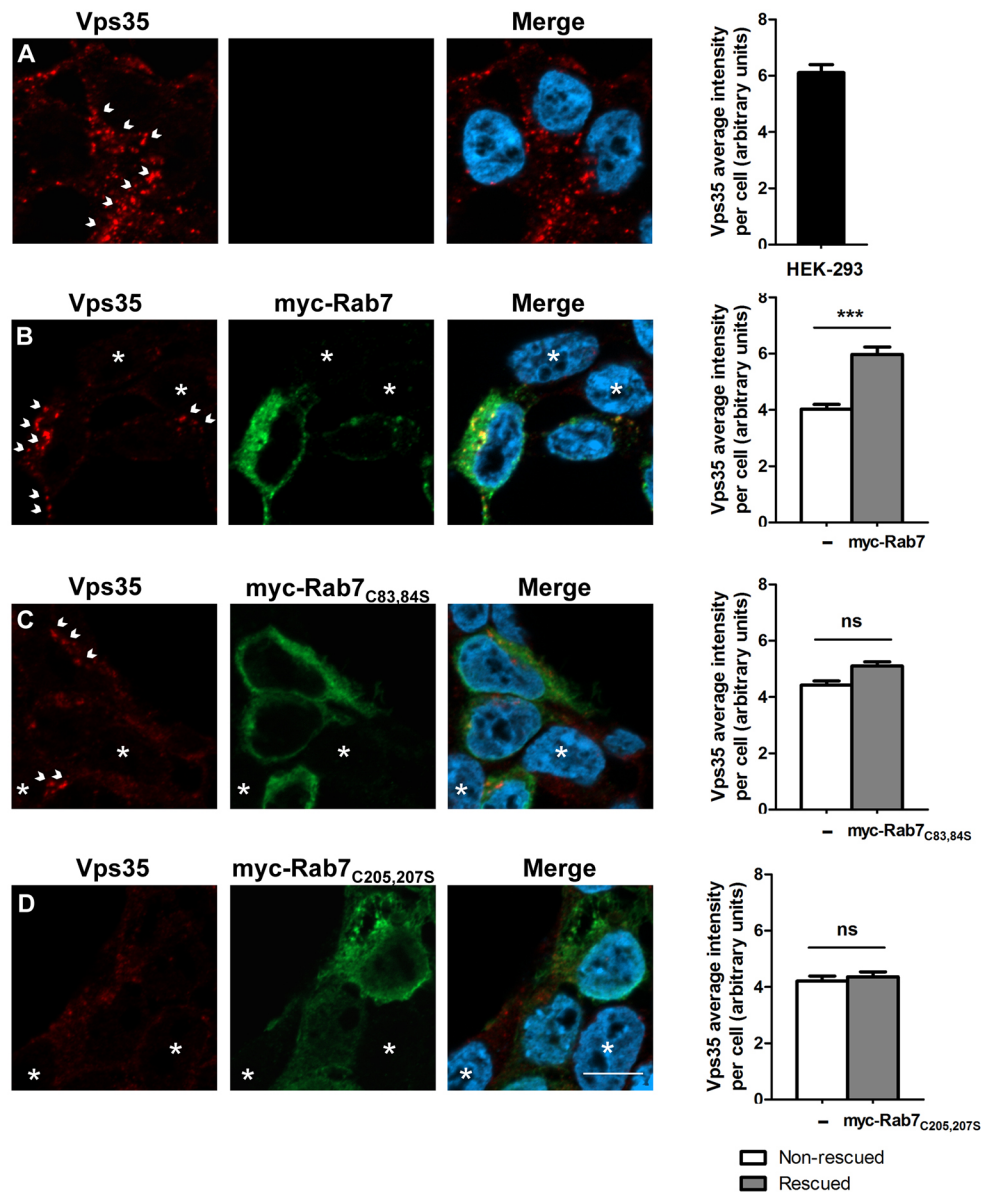 Vps35 Merge
A
8
6
4
2
0
Vps35 average intensity
per cell (arbitrary units)
HEK-293
Vps35 myc-Rab7 Merge
B
* * * * * *
8
6
4
2
0
Vps35 average intensity
per cell (arbitrary units)
***
– myc-Rab7
Vps35 myc-Rab7C83,84S Merge
C
* * * * * *
8
6
4
2
0
Vps35 average intensity
per cell (arbitrary units)
ns
– myc-Rab7C83,84S
Vps35 myc-Rab7C205,207S Merge
D
* * * * * *
8
6
4
2
0
Vps35 average intensity
per cell (arbitrary units)
ns
– myc-Rab7C205,207S
Non-rescued
Rescued